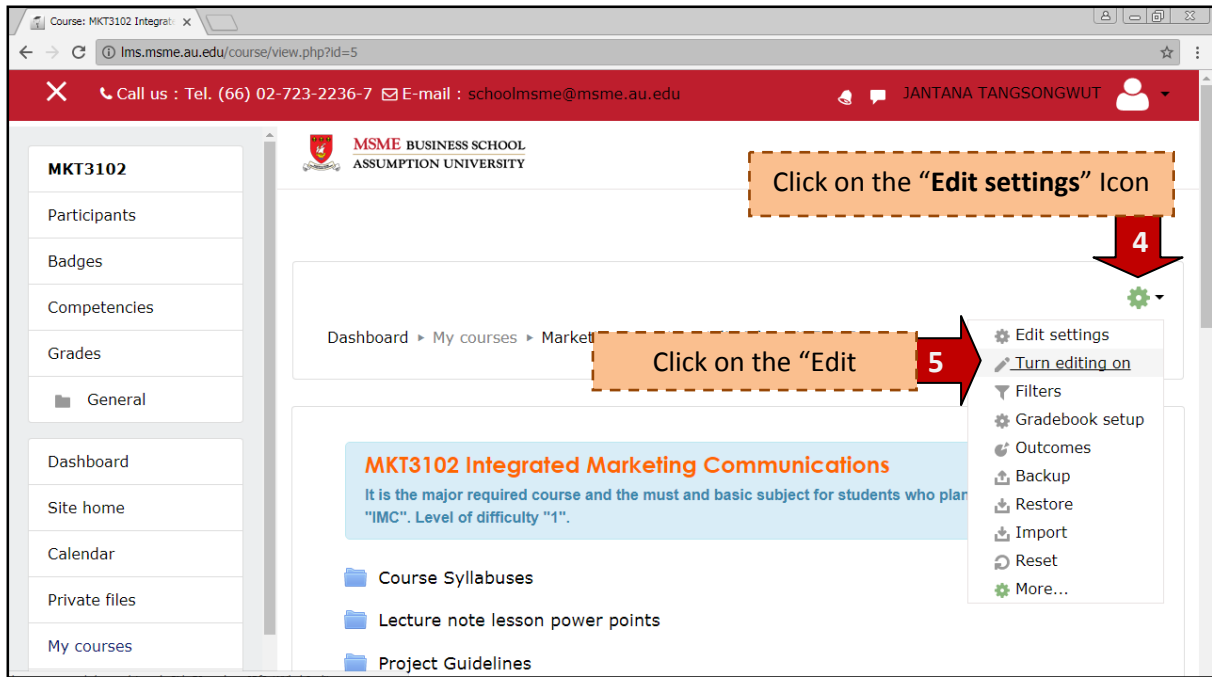 Course: MKT3102 Integrat
lms.msme.au.edu/course/view.php?id=5
Call us : Tel. (66) 02-723-2236-7 E-mail : schoolmsme@msme.au.edu JANTANA TANGSONGWUT
MSME BUSINESS SCHOOL
ASSUMPTION UNIVERSITY
MKT3102
Participants
Badges
Competencies
Grades
General
Dashboard
Site home
Calendar
Private files
My courses
Click on the “Edit settings” Icon
4
Dashboard ▸ My courses ▸ Market
Click on the “Edit
5
Edit settings
Turn editing on
Filters
Gradebook setup
Outcomes
Backup
Restore
Import
Reset
More...
MKT3102 Integrated Marketing Communications
It is the major required course and the must and basic subject for students who plan
"IMC". Level of difficulty "1".
Course Syllabuses
Lecture note lesson power points
Project Guidelines